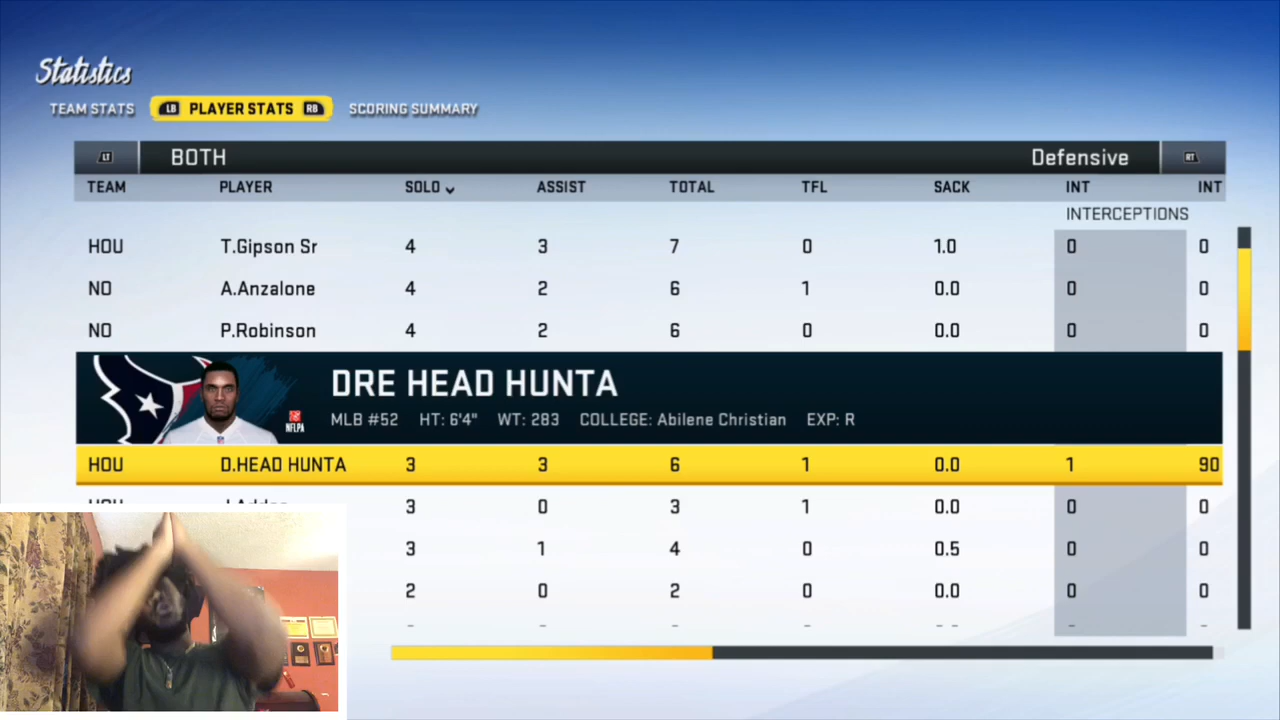 Statistics
TEAM STATS LB PLAYER STATS RB SCORING SUMMARY
LT BOTH Defensive RT
TEAM PLAYER SOLO ASSIST TOTAL TFL SACK INT INT
INTERCEPTIONS
HOU T.Gipson Sr 4 3 7 0 1.0 0 0
NO A.Anzalone 4 2 6 1 0.0 0 0
NO P.Robinson 4 2 6 0 0.0 0 0
DRE HEAD HUNTA
MLB #52 HT: 6'4" WT: 283 COLLEGE: Abilene Christian EXP: R
NFLPA
HOU D.HEAD HUNTA 3 3 6 1 0.0 1 90
HOU 3 0 3 1 0.0 0 0
3 1 4 0 0.5 0 0
2 0 2 0 0.0 0 0